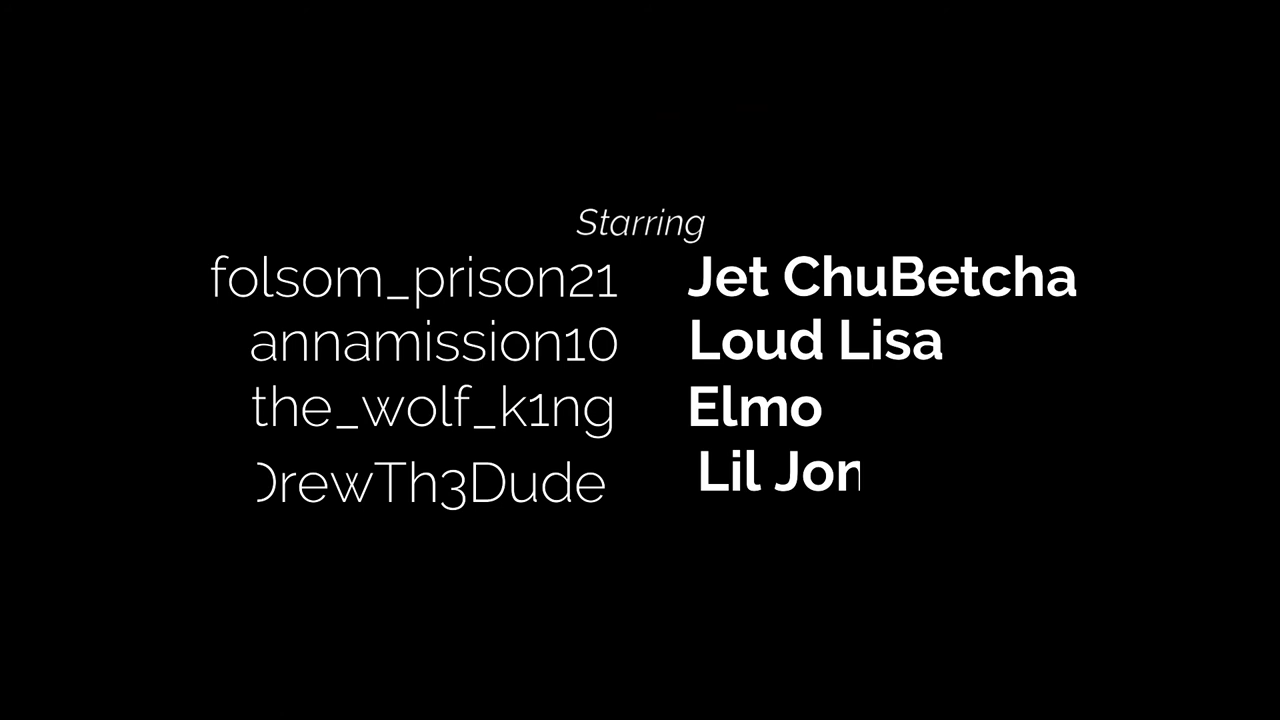 Starring
folsom_prison21 Jet ChuBetcha
annamission10 Loud Lisa
the_wolf_k1ng Elmo
DrewTh3Dude Lil Jon